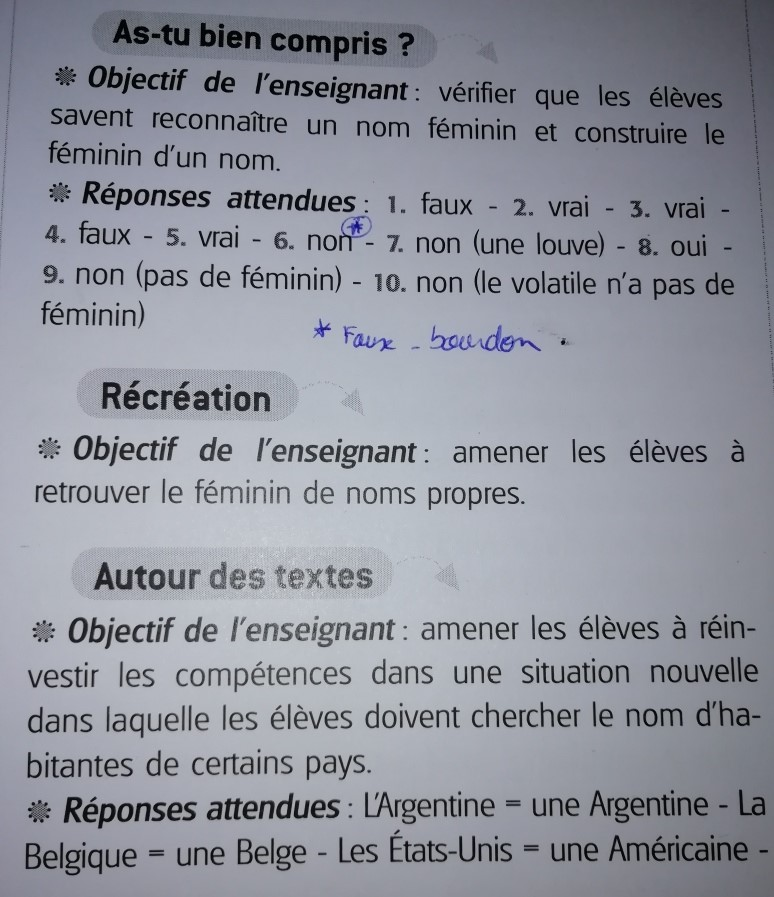 As-tu bien compris ?
Objectif de l'enseignant : vérifier que les élèves
savent reconnaître un nom féminin et construire le
féminin d'un nom.
Réponses attendues : 1. faux - 2. vrai - 3. vrai -
4. faux - 5. vrai - 6. non * - 7. non (une louve) - 8. oui -
9. non (pas de féminin) - 10. non (le volatile n'a pas de
féminin)
* Faux - bourdon .
Récréation
Objectif de l'enseignant : amener les élèves à
retrouver le féminin de noms propres.
Autour des textes
Objectif de l'enseignant : amener les élèves à réin-
vestir les compétences dans une situation nouvelle
dans laquelle les élèves doivent chercher le nom d'ha-
bitantes de certains pays.
Réponses attendues : L'Argentine = une Argentine - La
Belgique = une Belge - Les États-Unis = une Américaine -